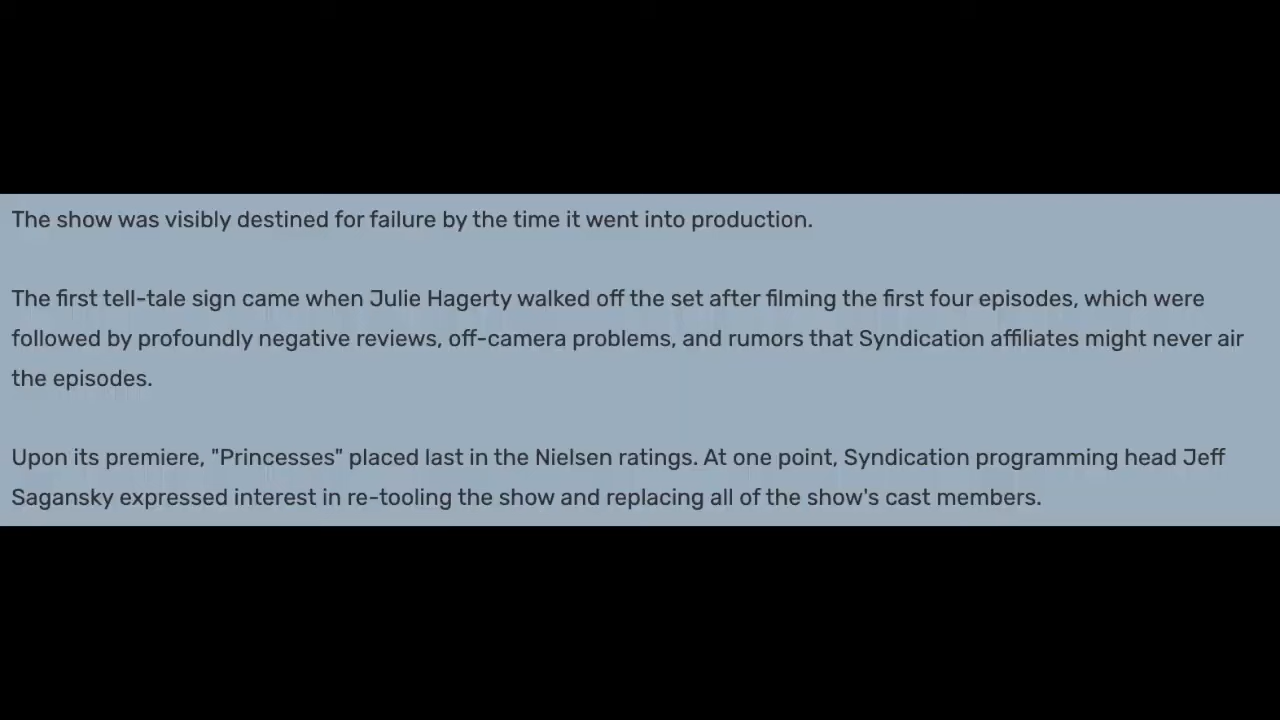 The show was visibly destined for failure by the time it went into production.
The first tell-tale sign came when Julie Hagerty walked off the set after filming the first four episodes, which were
followed by profoundly negative reviews, off-camera problems, and rumors that Syndication affiliates might never air
the episodes.
Upon its premiere, "Princesses" placed last in the Nielsen ratings. At one point, Syndication programming head Jeff
Sagansky expressed interest in re-tooling the show and replacing all of the show's cast members.